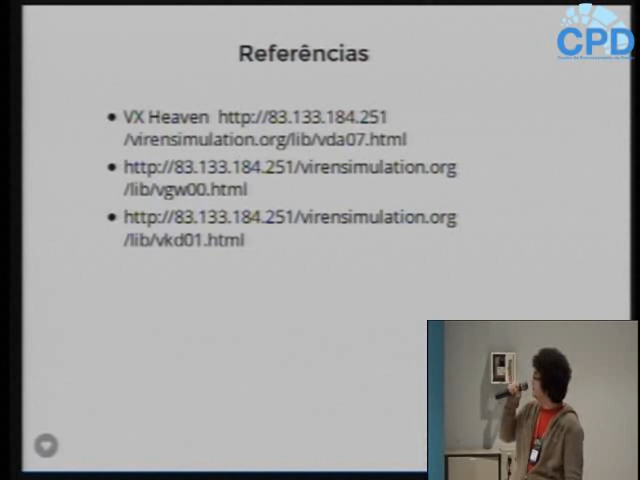 CPD
Referências
VX Heaven http://83.133.184.251
/virensimulation.org/lib/vda07.html
http://83.133.184.251/virensimulation.org
/lib/vgw00.html
http://83.133.184.251/virensimulation.org
/lib/vkd01.html